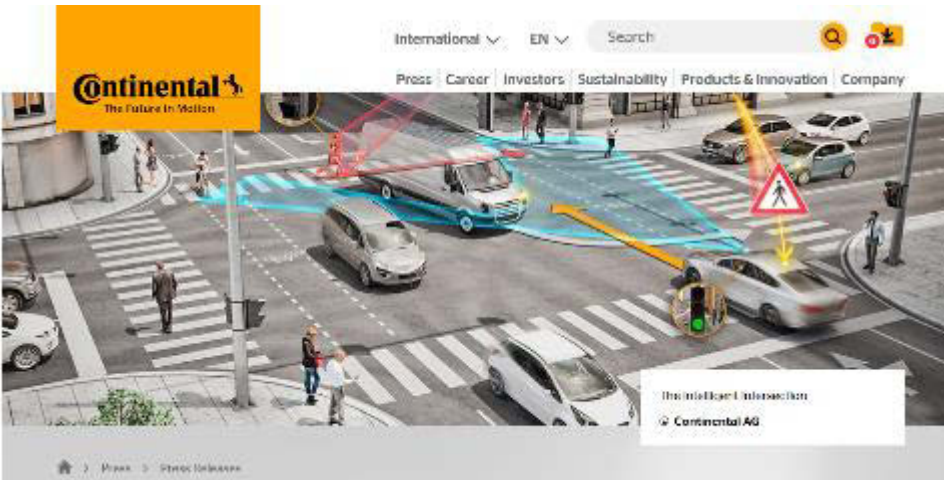 International EN Search
Continental
The Future in Motion
Press Career Investors Sustainability Products & Innovation Company
The Intelligent Intersection
Continental AG
Press Press Releases